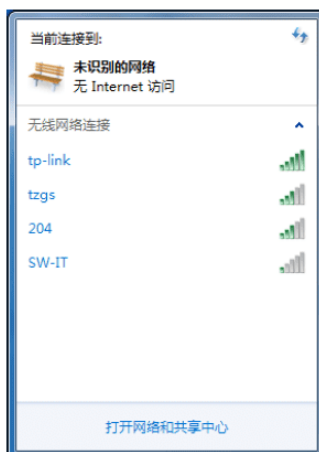 当前连接到:
未识别的网络
无 Internet 访问
无线网络连接
tp-link
tzgs
204
SW-IT
打开网络和共享中心